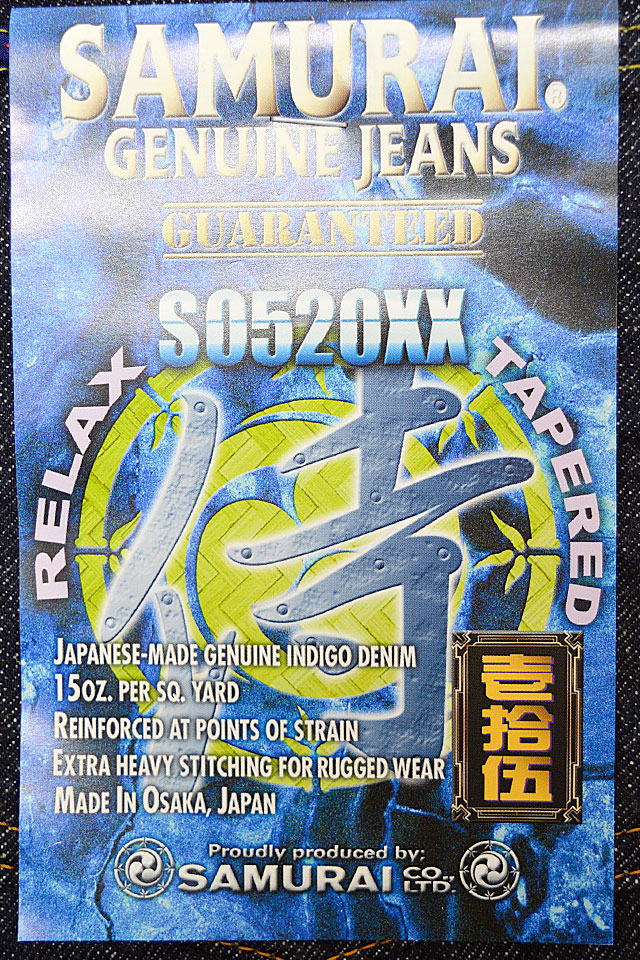 SAMURAI®
GENUINE JEANS
GUARANTEED
S0520XX
RELAX
TAPERED
侍
JAPANESE-MADE GENUINE INDIGO DENIM
15OZ. PER SQ. YARD
REINFORCED AT POINTS OF STRAIN
EXTRA HEAVY STITCHING FOR RUGGED WEAR
MADE IN OSAKA, JAPAN
壱拾伍
Proudly produced by;
SAMURAI CO., LTD.